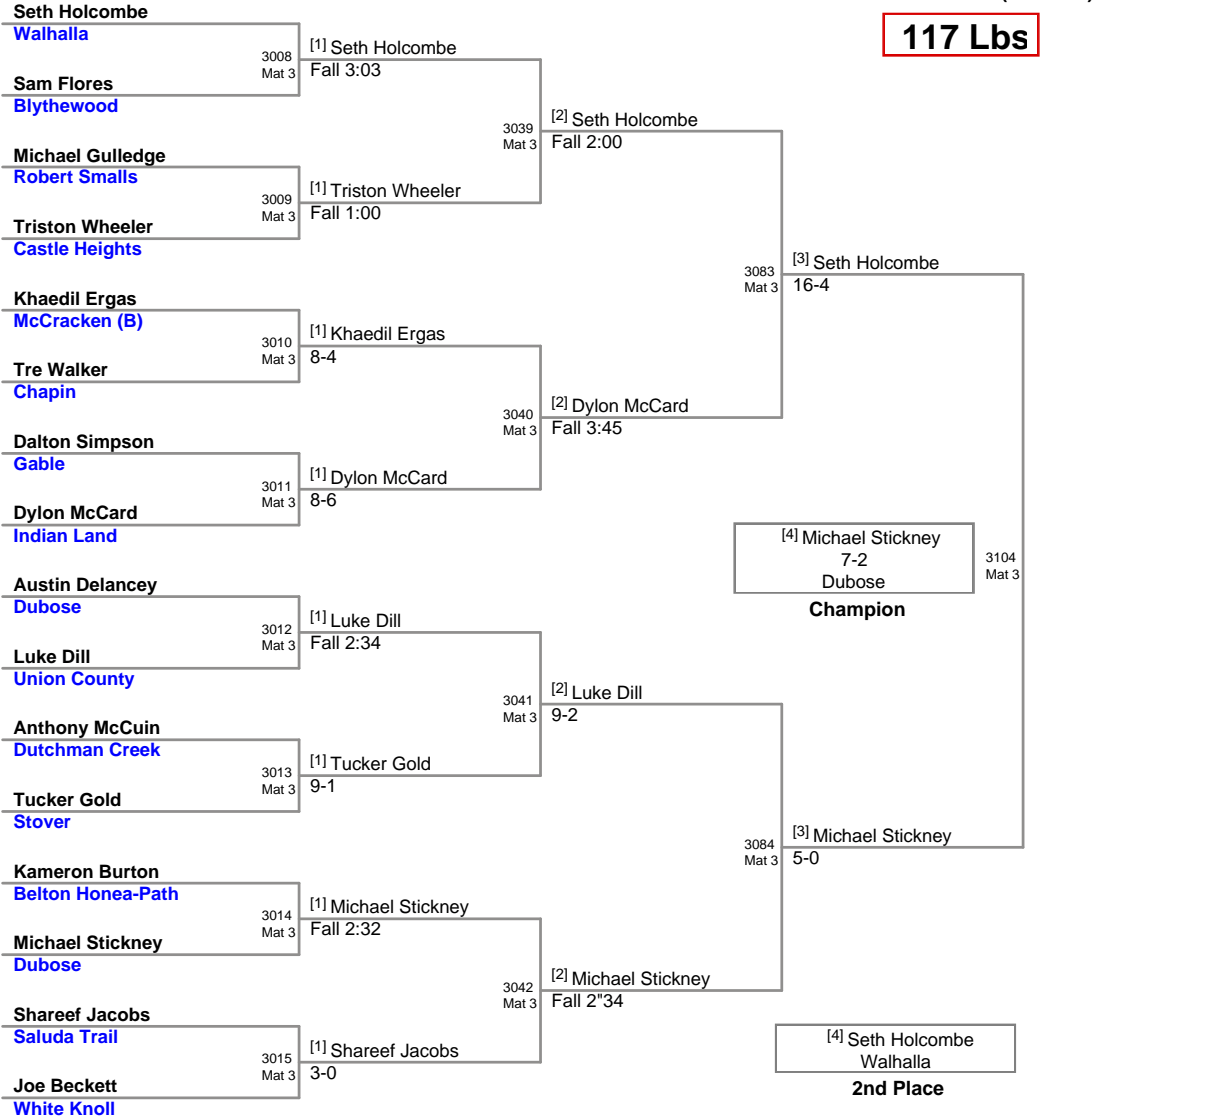 117 Lbs
Seth Holcombe
Walhalla
3008
Mat 3
[1] Seth Holcombe
Fall 3:03
Sam Flores
Blythewood
3039
Mat 3
[2] Seth Holcombe
Fall 2:00
Michael Gulledge
Robert Smalls
3009
Mat 3
[1] Triston Wheeler
Fall 1:00
Triston Wheeler
Castle Heights
3083
Mat 3
[3] Seth Holcombe
16-4
Khaedil Ergas
McCracken (B)
3010
Mat 3
[1] Khaedil Ergas
8-4
Tre Walker
Chapin
3040
Mat 3
[2] Dylon McCard
Fall 3:45
Dalton Simpson
Gable
3011
Mat 3
[1] Dylon McCard
8-6
Dylon McCard
Indian Land
[4] Michael Stickney
7-2
Dubose
Champion
3104
Mat 3
Austin Delancey
Dubose
3012
Mat 3
[1] Luke Dill
Fall 2:34
Luke Dill
Union County
3041
Mat 3
[2] Luke Dill
9-2
Anthony McCuin
Dutchman Creek
3013
Mat 3
[1] Tucker Gold
9-1
Tucker Gold
Stover
3084
Mat 3
[3] Michael Stickney
5-0
Kameron Burton
Belton Honea-Path
3014
Mat 3
[1] Michael Stickney
Fall 2:32
Michael Stickney
Dubose
3042
Mat 3
[2] Michael Stickney
Fall 2"34
Shareef Jacobs
Saluda Trail
3015
Mat 3
[1] Shareef Jacobs
3-0
Joe Beckett
White Knoll
[4] Seth Holcombe
Walhalla
2nd Place